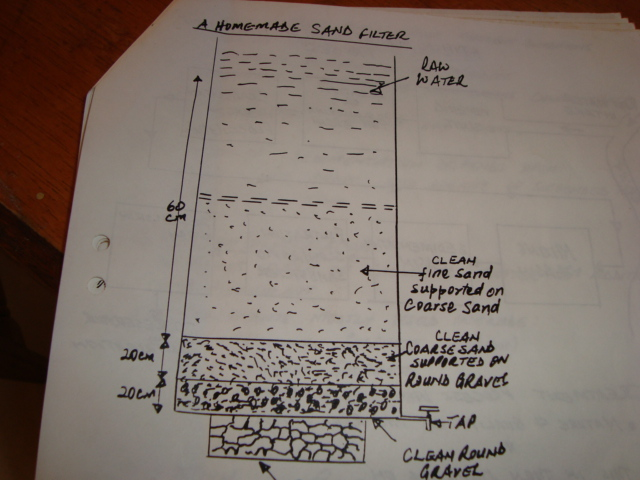 A HOMEMADE SAND FILTER
RAW
WATER
60
cm
CLEAN
fine sand
supported on
Coarse Sand
CLEAN
COARSE SAND
SUPPORTED ON
ROUND GRAVEL
20cm
20cm
TAP
CLEAN ROUND
GRAVEL